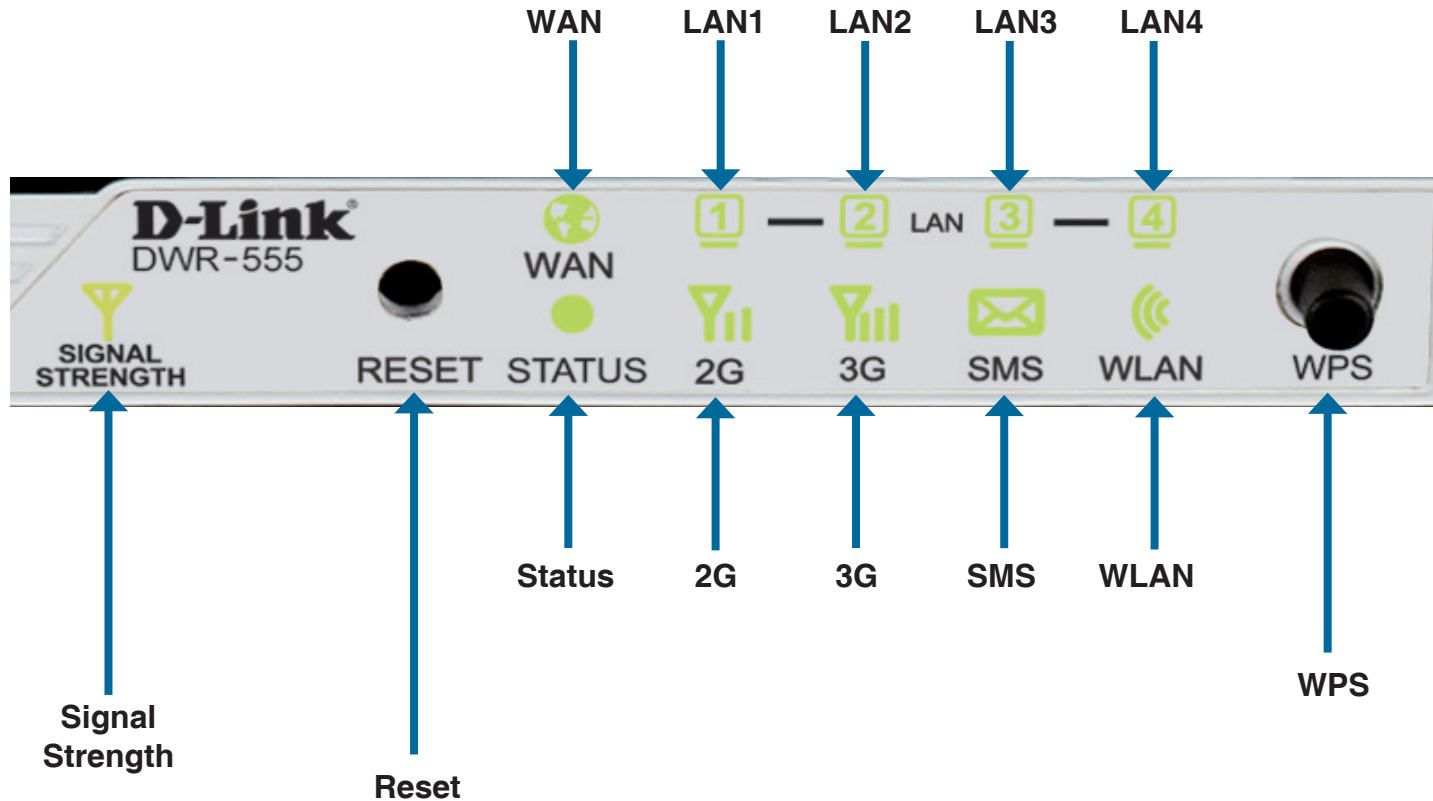 WAN LAN1 LAN2 LAN3 LAN4
D-Link®
DWR-555
WAN
1 2 LAN 3 4
SIGNAL
STRENGTH
RESET STATUS 2G 3G SMS WLAN WPS
Status 2G 3G SMS WLAN
WPS
Signal
Strength
Reset